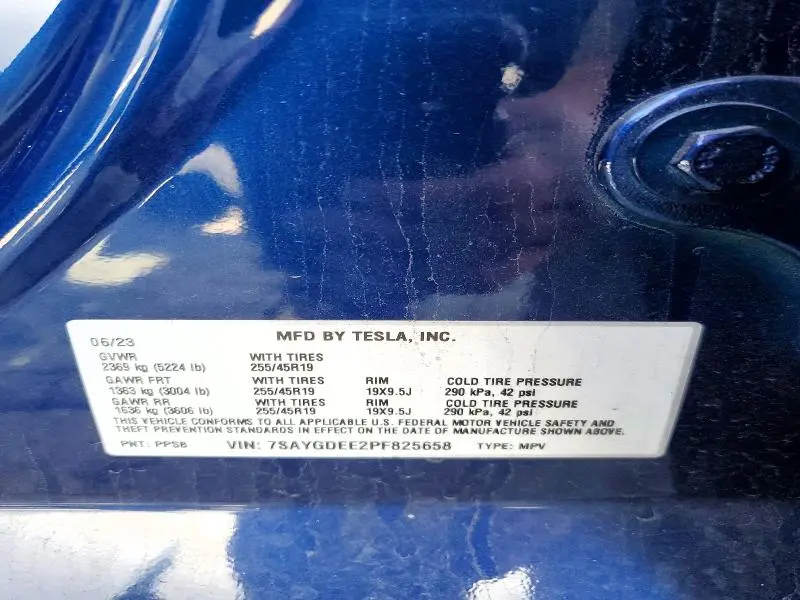 06/23 MFD BY TESLA, INC.
GVWR WITH TIRES
2369 kg (5224 lb) 255/45R19
GAWR FRT WITH TIRES RIM COLD TIRE PRESSURE
1363 kg (3004 lb) 255/45R19 19X9.5J 290 kPa, 42 psi
GAWR RR WITH TIRES RIM COLD TIRE PRESSURE
1636 kg (3606 lb) 255/45R19 19X9.5J 290 kPa, 42 psi
THIS VEHICLE CONFORMS TO ALL APPLICABLE U.S. FEDERAL MOTOR VEHICLE SAFETY AND
THEFT PREVENTION STANDARDS IN EFFECT ON THE DATE OF MANUFACTURE SHOWN ABOVE.
PNT: PPSB VIN: 7SAYGDEE2PF825658 TYPE: MPV